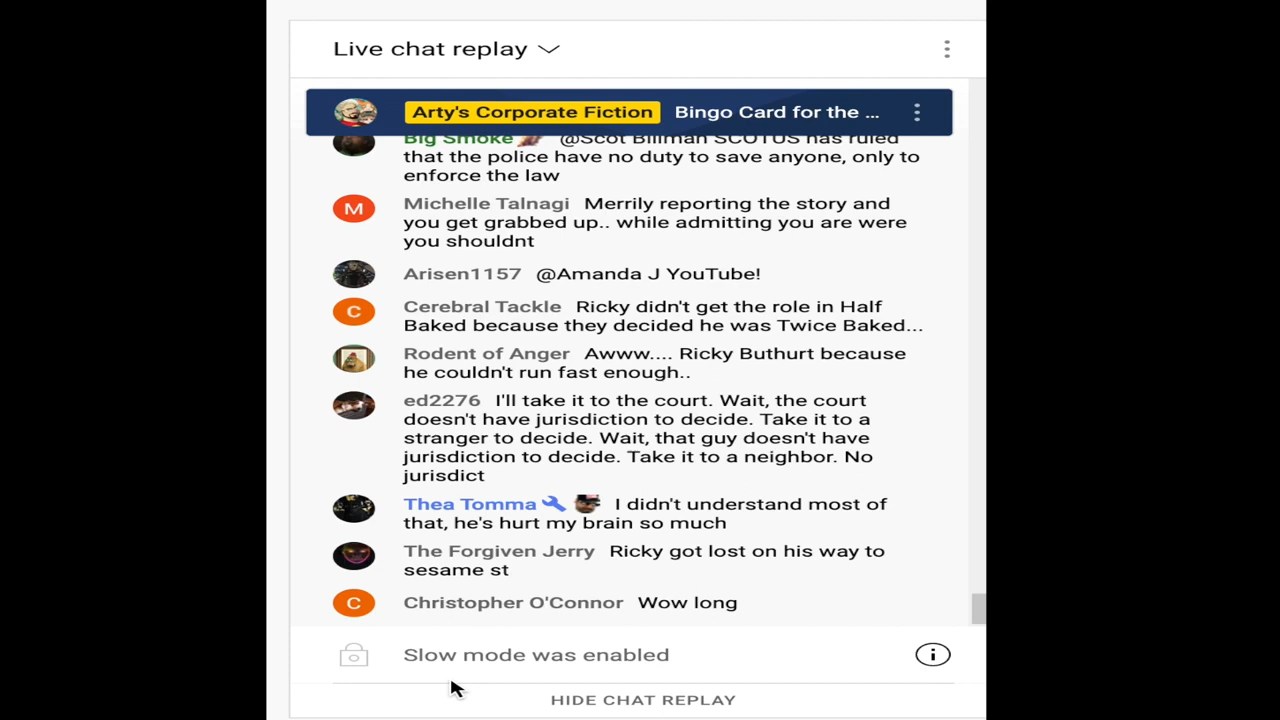 Live chat replay
Arty's Corporate Fiction Bingo Card for the ...
Big Smoke @Scot Billman SCOTUS has ruled
that the police have no duty to save anyone, only to
enforce the law
M Michelle Talnagi Merrily reporting the story and
you get grabbed up.. while admitting you are were
you shouldnt
Arisen1157 @Amanda J YouTube!
C Cerebral Tackle Ricky didn't get the role in Half
Baked because they decided he was Twice Baked...
Rodent of Anger Awww.... Ricky Buthurt because
he couldn't run fast enough..
ed2276 I'll take it to the court. Wait, the court
doesn't have jurisdiction to decide. Take it to a
stranger to decide. Wait, that guy doesn't have
jurisdiction to decide. Take it to a neighbor. No
jurisdict
Thea Tomma I didn't understand most of
that, he's hurt my brain so much
The Forgiven Jerry Ricky got lost on his way to
sesame st
C Christopher O'Connor Wow long
Slow mode was enabled
HIDE CHAT REPLAY